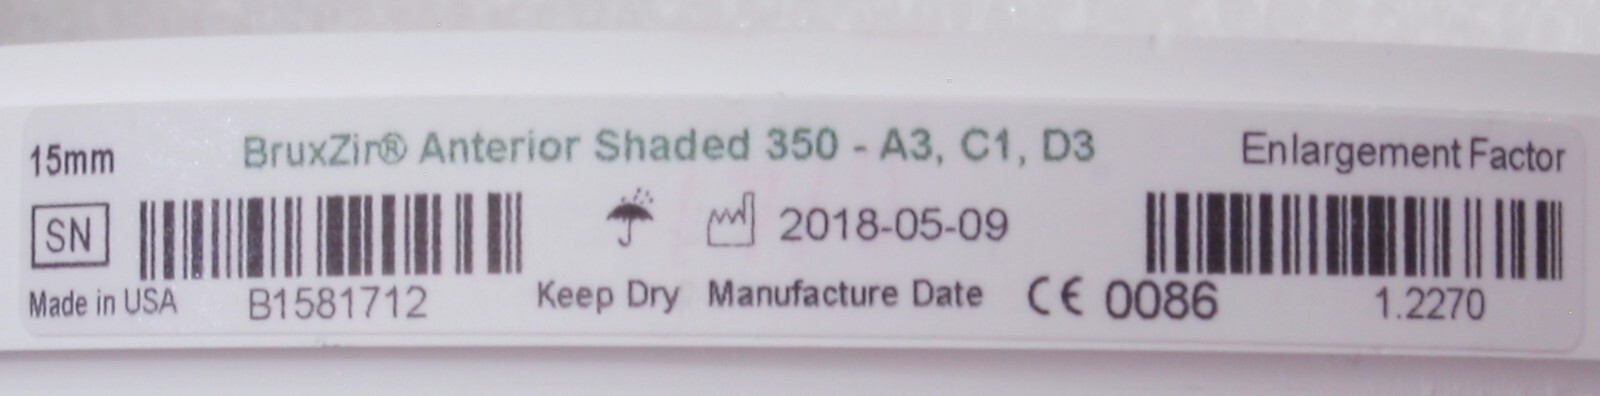 15mm BruxZir® Anterior Shaded 350 - A3, C1, D3 Enlargement Factor
SN 2018-05-09
Made in USA B1581712 Keep Dry Manufacture Date CE 0086 1.2270